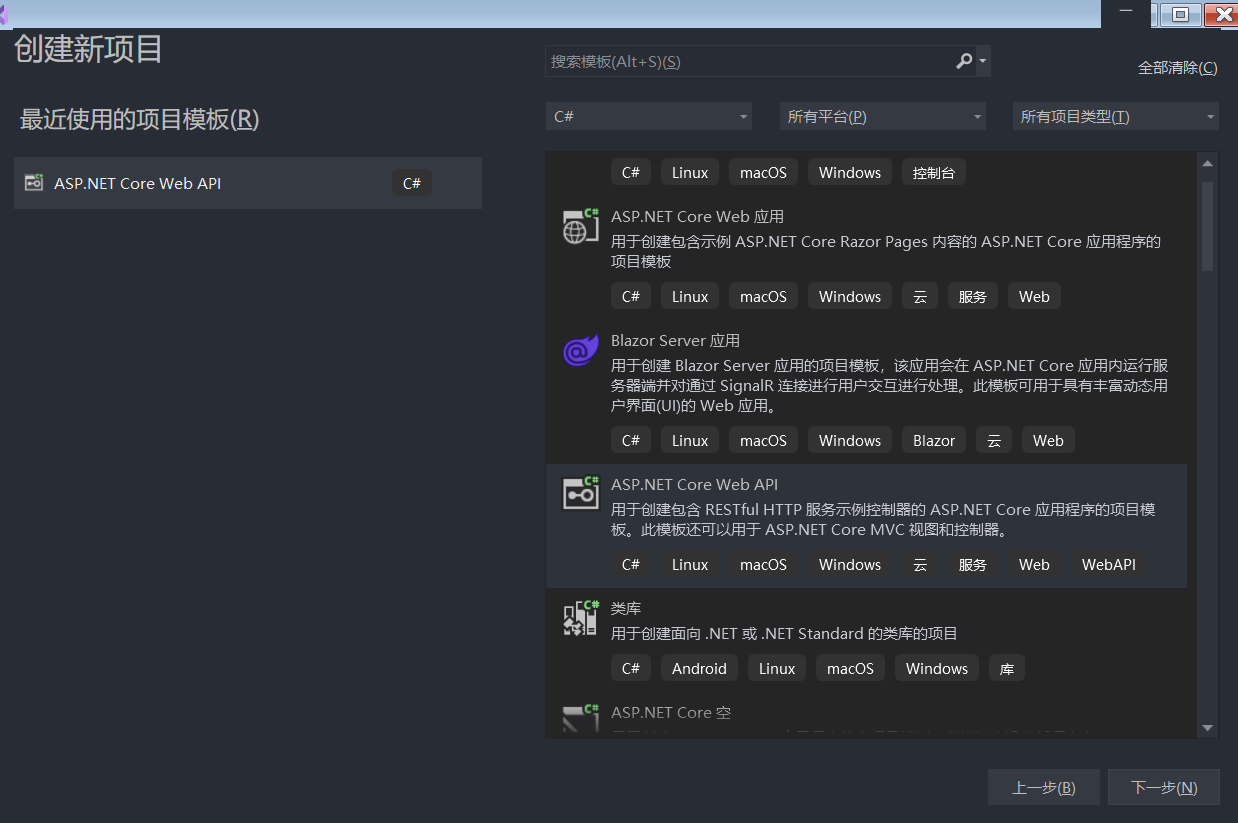 创建新项目
搜索模板(Alt+S)(S)
全部清除(C)
最近使用的项目模板(R)
C#
所有平台(P)
所有项目类型(T)
ASP.NET Core Web API
C#
C# Linux macOS Windows 控制台
ASP.NET Core Web 应用
用于创建包含示例 ASP.NET Core Razor Pages 内容的 ASP.NET Core 应用程序的
项目模板
C# Linux macOS Windows 云 服务 Web
Blazor Server 应用
用于创建 Blazor Server 应用的项目模板，该应用会在 ASP.NET Core 应用内运行服
务器端并对通过 SignalR 连接进行用户交互进行处理。此模板可用于具有丰富动态用
户界面(UI)的 Web 应用。
C# Linux macOS Windows Blazor 云 Web
ASP.NET Core Web API
用于创建包含 RESTful HTTP 服务示例控制器的 ASP.NET Core 应用程序的项目模
板。此模板还可以用于 ASP.NET Core MVC 视图和控制器。
C# Linux macOS Windows 云 服务 Web WebAPI
类库
用于创建面向 .NET 或 .NET Standard 的类库的项目
C# Android Linux macOS Windows 库
ASP.NET Core 空
上一步(B)
下一步(N)